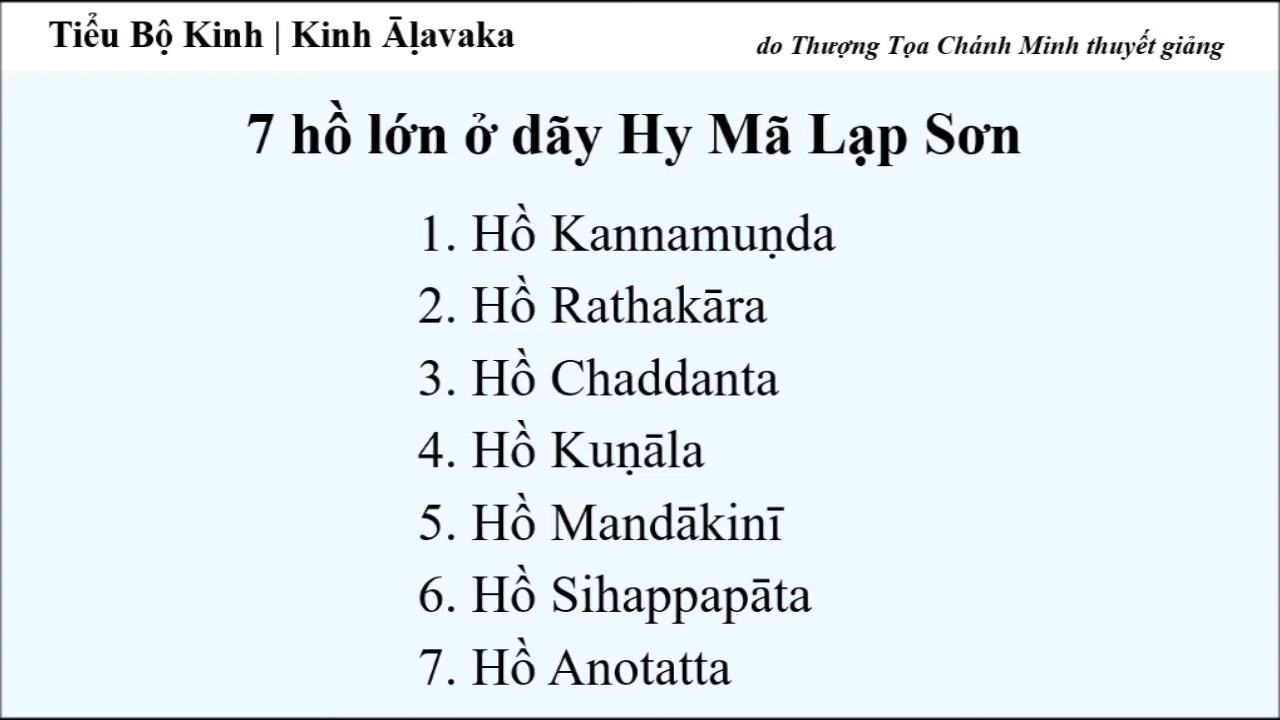 Tiểu Bộ Kinh | Kinh Āḷavaka
do Thượng Tọa Chánh Minh thuyết giảng
7 hồ lớn ở dãy Hy Mã Lạp Sơn
1. Hồ Kannamuṇda
2. Hồ Rathakāra
3. Hồ Chaddanta
4. Hồ Kuṇāla
5. Hồ Mandākinī
6. Hồ Sihappapāta
7. Hồ Anotatta